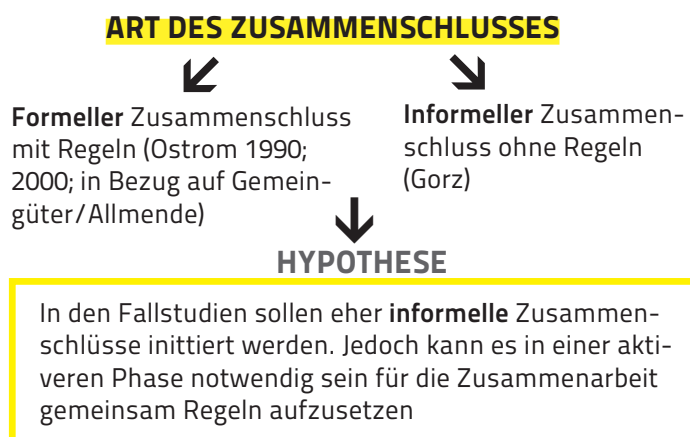 ART DES ZUSAMMENSCHLUSSES
Formeller Zusammenschluss
mit Regeln (Ostrom 1990;
2000; in Bezug auf Gemein-
güter/Allmende)
Informeller Zusammen-
schluss ohne Regeln
(Gorz)
HYPOTHESE
In den Fallstudien sollen eher informelle Zusammen-
schlüsse inittiert werden. Jedoch kann es in einer akti-
veren Phase notwendig sein für die Zusammenarbeit
gemeinsam Regeln aufzusetzen